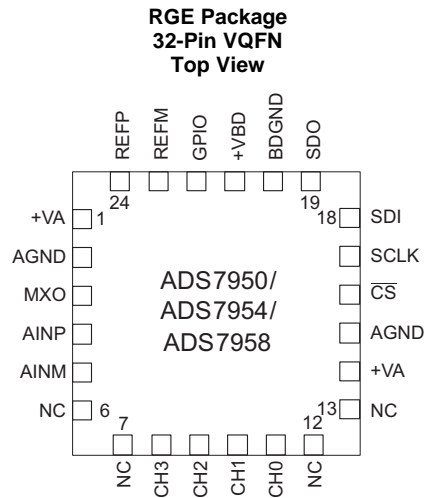 RGE Package
32-Pin VQFN
Top View
REFP
REFM
GPIO
+VBD
BDGND
SDO
24
19
+VA 1
18 SDI
AGND
SCLK
MXO
CS
AINP
AGND
AINM
+VA
NC 6
13 NC
ADS7950/
ADS7954/
ADS7958
7
12
NC
CH3
CH2
CH1
CH0
NC